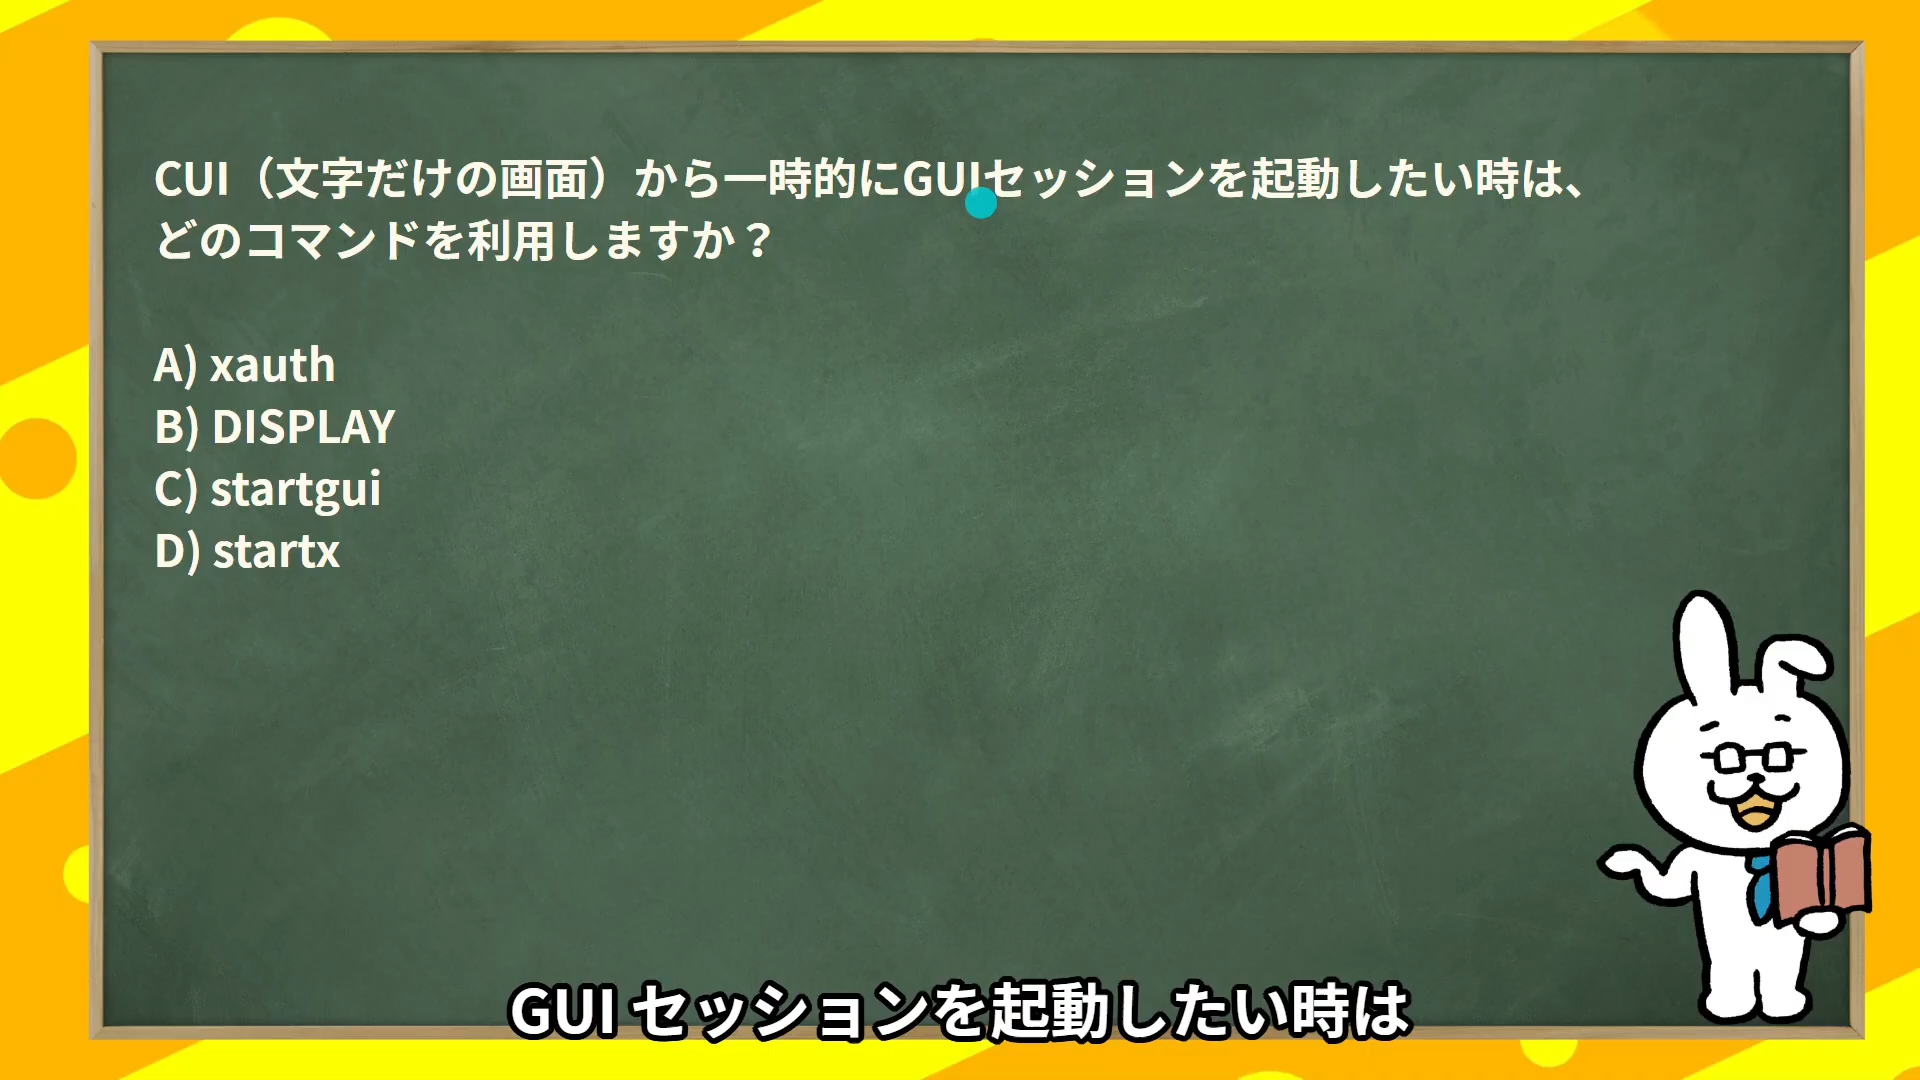 CUI（文字だけの画面）から一時的にGUIセッションを起動したい時は、
どのコマンドを利用しますか？
A) xauth
B) DISPLAY
C) startgui
D) startx
GUI セッションを起動したい時は